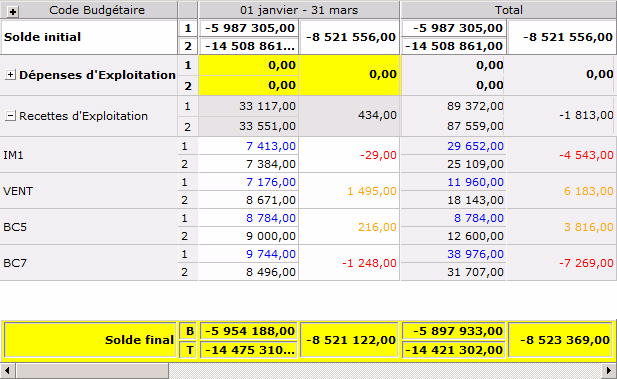 Code Budgétaire 01 janvier - 31 mars Total
Solde initial 1 -5 987 305,00 -8 521 556,00 -5 987 305,00 -8 521 556,00
2 -14 508 861... -14 508 861,00
Dépenses d'Exploitation 1 0,00 0,00 0,00 0,00
2 0,00 0,00
Recettes d'Exploitation 1 33 117,00 434,00 89 372,00 -1 813,00
2 33 551,00 87 559,00
IM1 1 7 413,00 -29,00 29 652,00 -4 543,00
2 7 384,00 25 109,00
VENT 1 7 176,00 1 495,00 11 960,00 6 183,00
2 8 671,00 18 143,00
BC5 1 8 784,00 216,00 8 784,00 3 816,00
2 9 000,00 12 600,00
BC7 1 9 744,00 -1 248,00 38 976,00 -7 269,00
2 8 496,00 31 707,00
Solde final B -5 954 188,00 -8 521 122,00 -5 897 933,00 -8 523 369,00
T -14 475 310... -14 421 302,00